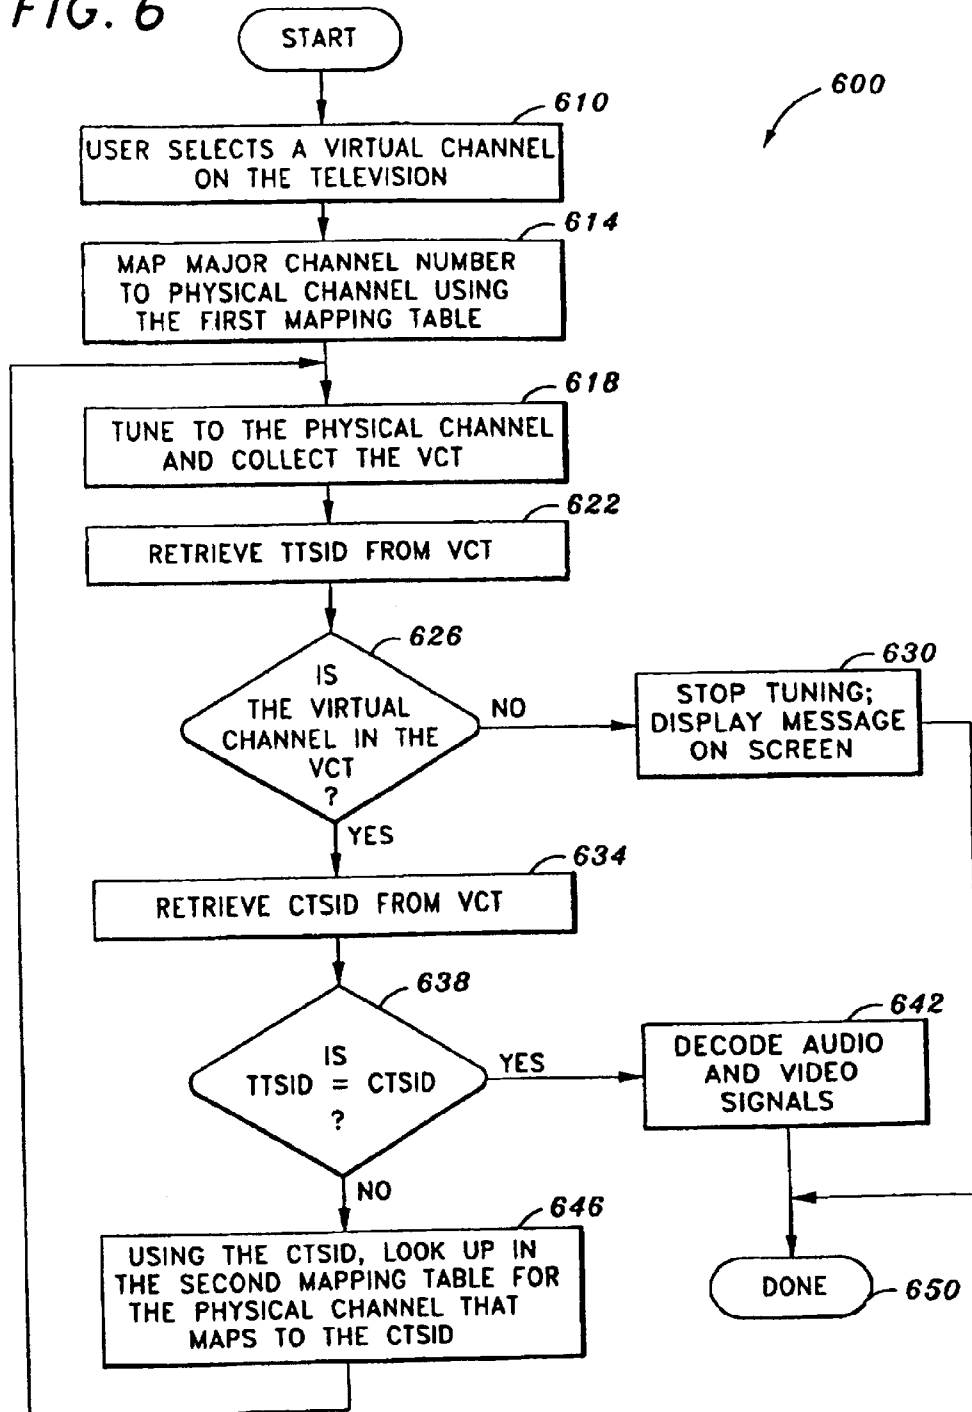 FIG. 6
START
600
610
USER SELECTS A VIRTUAL CHANNEL
ON THE TELEVISION
614
MAP MAJOR CHANNEL NUMBER
TO PHYSICAL CHANNEL USING
THE FIRST MAPPING TABLE
618
TUNE TO THE PHYSICAL CHANNEL
AND COLLECT THE VCT
622
RETRIEVE TTSID FROM VCT
626
IS
THE VIRTUAL
CHANNEL IN THE
VCT
?
NO
630
STOP TUNING;
DISPLAY MESSAGE
ON SCREEN
YES
634
RETRIEVE CTSID FROM VCT
638
IS
TTSID = CTSID
?
YES
642
DECODE AUDIO
AND VIDEO
SIGNALS
NO
646
USING THE CTSID, LOOK UP IN
THE SECOND MAPPING TABLE FOR
THE PHYSICAL CHANNEL THAT
MAPS TO THE CTSID
DONE
650